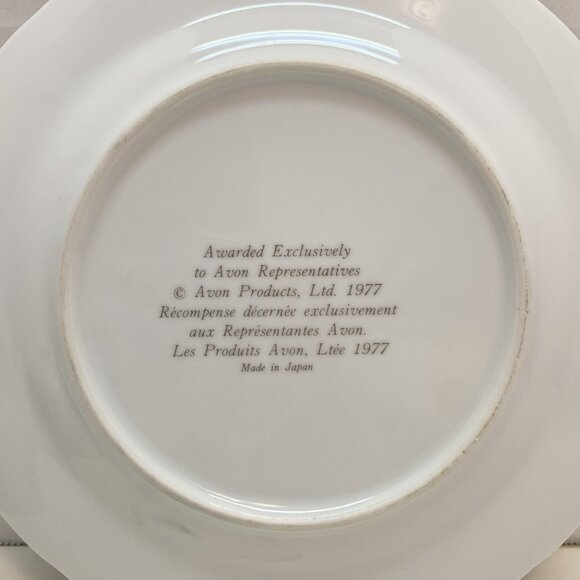 Awarded Exclusively
to Avon Representatives
© Avon Products, Ltd. 1977
Récompense décernée exclusivement
aux Représentantes Avon.
Les Produits Avon, Ltée 1977
Made in Japan